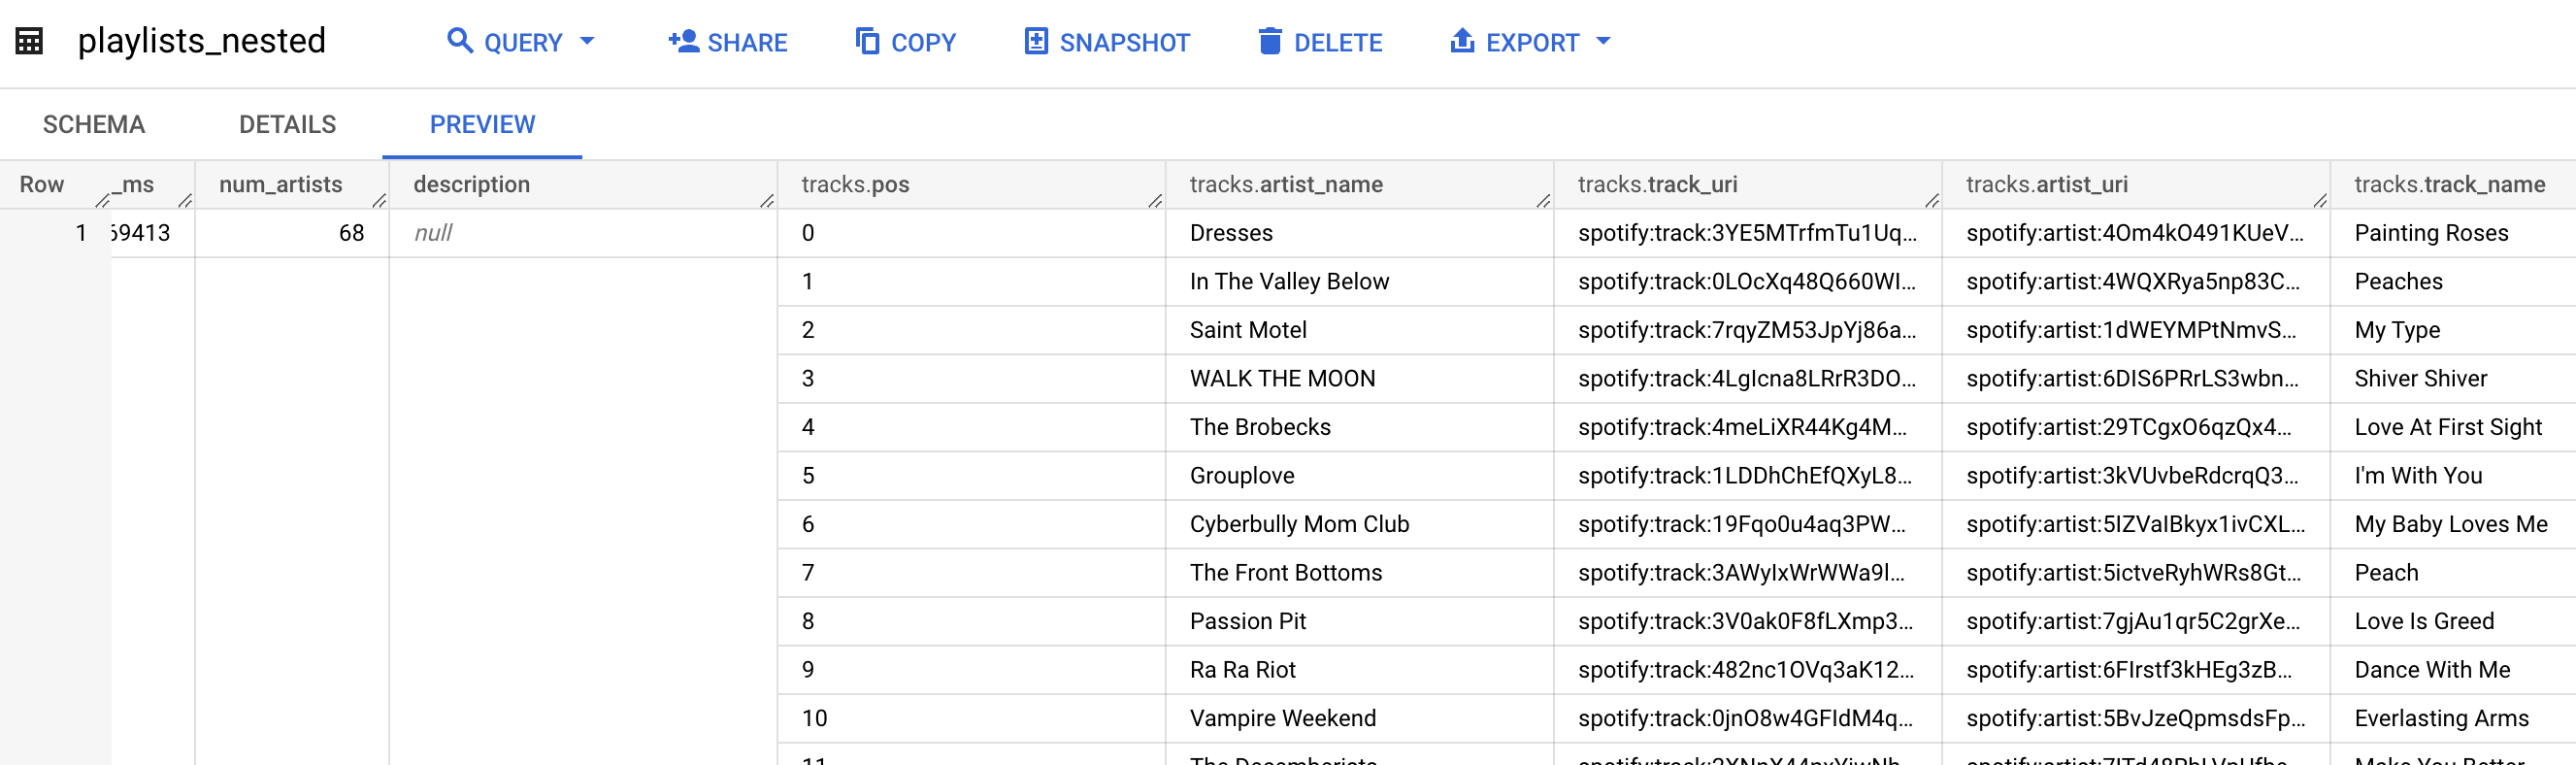 playlists_nested QUERY SHARE COPY SNAPSHOT DELETE EXPORT
SCHEMA DETAILS PREVIEW
Row _ms num_artists description tracks.pos tracks.artist_name tracks.track_uri tracks.artist_uri tracks.track_name
1 69413 68 null 0 Dresses spotify:track:3YE5MTrfmTu1Uq... spotify:artist:4Om4kO491KUeV... Painting Roses
1 In The Valley Below spotify:track:0LOcXq48Q660WI... spotify:artist:4WQXRya5np83C... Peaches
2 Saint Motel spotify:track:7rqyZM53JpYj86a... spotify:artist:1dWEYMPtNmvS... My Type
3 WALK THE MOON spotify:track:4LgIcna8LRrR3DO... spotify:artist:6DIS6PRrLS3wbn... Shiver Shiver
4 The Brobecks spotify:track:4meLiXR44Kg4M... spotify:artist:29TCgxO6qzQx4... Love At First Sight
5 Grouplove spotify:track:1LDDhChEfQXyL8... spotify:artist:3kVUvbeRdcrqQ3... I'm With You
6 Cyberbully Mom Club spotify:track:19Fqo0u4aq3PW... spotify:artist:5IZVaIBkyx1ivCXL... My Baby Loves Me
7 The Front Bottoms spotify:track:3AWyIxWrWWa9l... spotify:artist:5ictveRyhWRs8Gt... Peach
8 Passion Pit spotify:track:3V0ak0F8fLXmp3... spotify:artist:7gjAu1qr5C2grXe... Love Is Greed
9 Ra Ra Riot spotify:track:482nc1OVq3aK12... spotify:artist:6FIrstf3kHEg3zB... Dance With Me
10 Vampire Weekend spotify:track:0jnO8w4GFIdM4q... spotify:artist:5BvJzeQpmsdsFp... Everlasting Arms
11 The Decemberists Make You Better